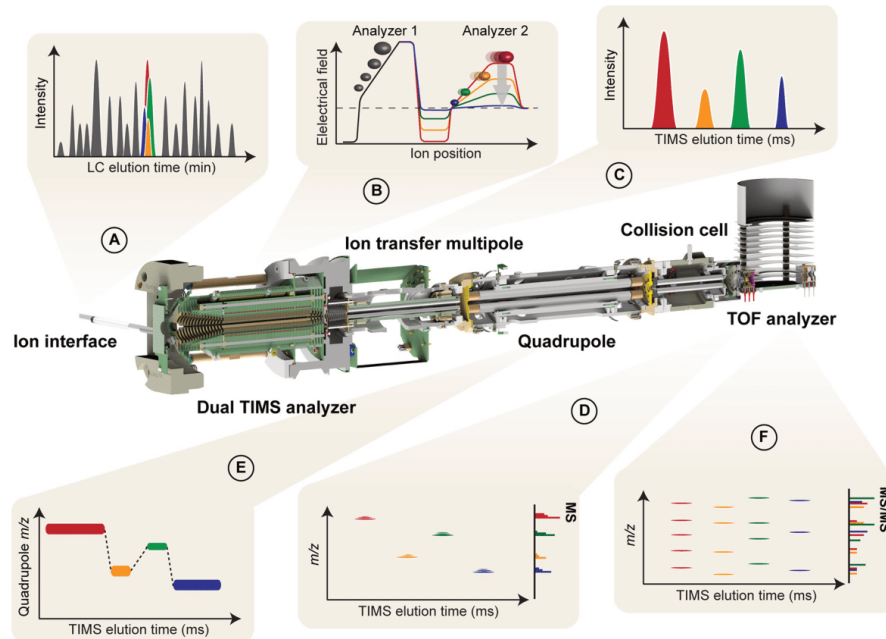 Intensity
LC elution time (min)
Analyzer 1
Analyzer 2
Elelectrical field
Ion position
Intensity
TIMS elution time (ms)
A
B
C
Ion transfer multipole
Collision cell
Ion interface
Dual TIMS analyzer
Quadrupole
TOF analyzer
D
E
F
Quadrupole m/z
TIMS elution time (ms)
m/z
TIMS elution time (ms)
MS
m/z
TIMS elution time (ms)
MS/MS